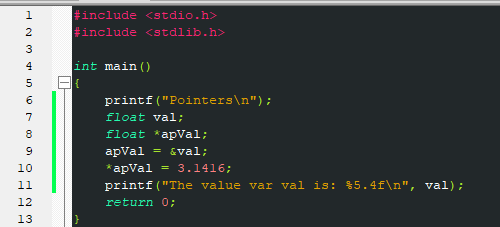 1 #include <stdio.h>
2 #include <stdlib.h>
3
4 int main()
5 {
6 printf("Pointers\n");
7 float val;
8 float *apVal;
9 apVal = &val;
10 *apVal = 3.1416;
11 printf("The value var val is: %5.4f\n", val);
12 return 0;
13 }